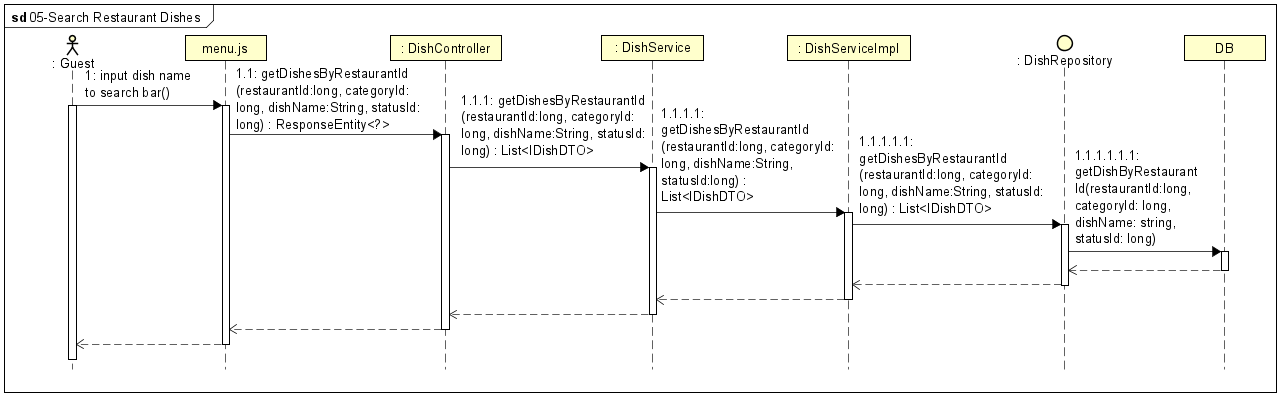 sd 05-Search Restaurant Dishes
: Guest
menu.js
: DishController
: DishService
: DishServiceImpl
: DishRepository
DB
1: input dish name
to search bar()
1.1: getDishesByRestaurantId
(restaurantId:long, categoryId:
long, dishName:String, statusId:
long) : ResponseEntity<?>
1.1.1: getDishesByRestaurantId
(restaurantId:long, categoryId:
long, dishName:String, statusId:
long) : List<IDishDTO>
1.1.1.1:
getDishesByRestaurantId
(restaurantId:long, categoryId:
long, dishName:String,
statusId:long) :
List<IDishDTO>
1.1.1.1.1:
getDishesByRestaurantId
(restaurantId:long, categoryId:
long, dishName:String, statusId:
long) : List<IDishDTO>
1.1.1.1.1.1:
getDishByRestaurant
Id(restaurantId:long,
categoryId: long,
dishName: string,
statusId: long)